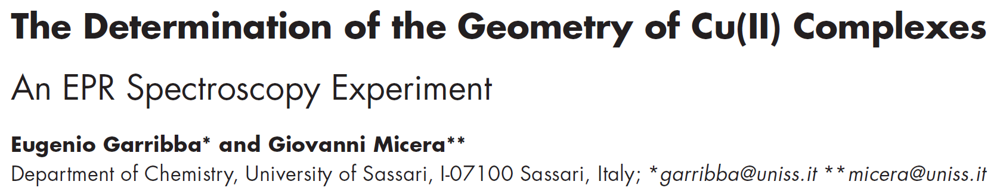 The Determination of the Geometry of Cu(II) Complexes
An EPR Spectroscopy Experiment
Eugenio Garribba* and Giovanni Micera**
Department of Chemistry, University of Sassari, I-07100 Sassari, Italy; *garribba@uniss.it **micera@uniss.it